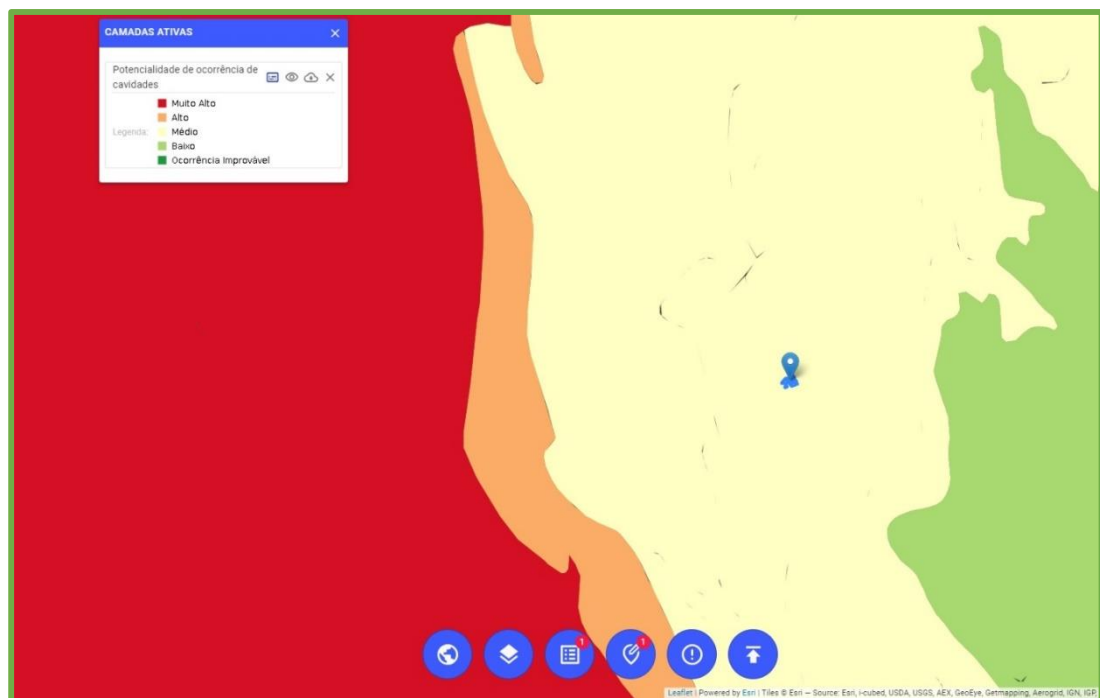 CAMADAS ATIVAS
Potencialidade de ocorrência de
cavidades
Legenda:
Muito Alto
Alto
Médio
Baixo
Ocorrência Improvável
1
1
Leaflet | Powered by Esri | Tiles © Esri — Source: Esri, i-cubed, USDA, USGS, AEX, GeoEye, Getmapping, Aerogrid, IGN, IGP,